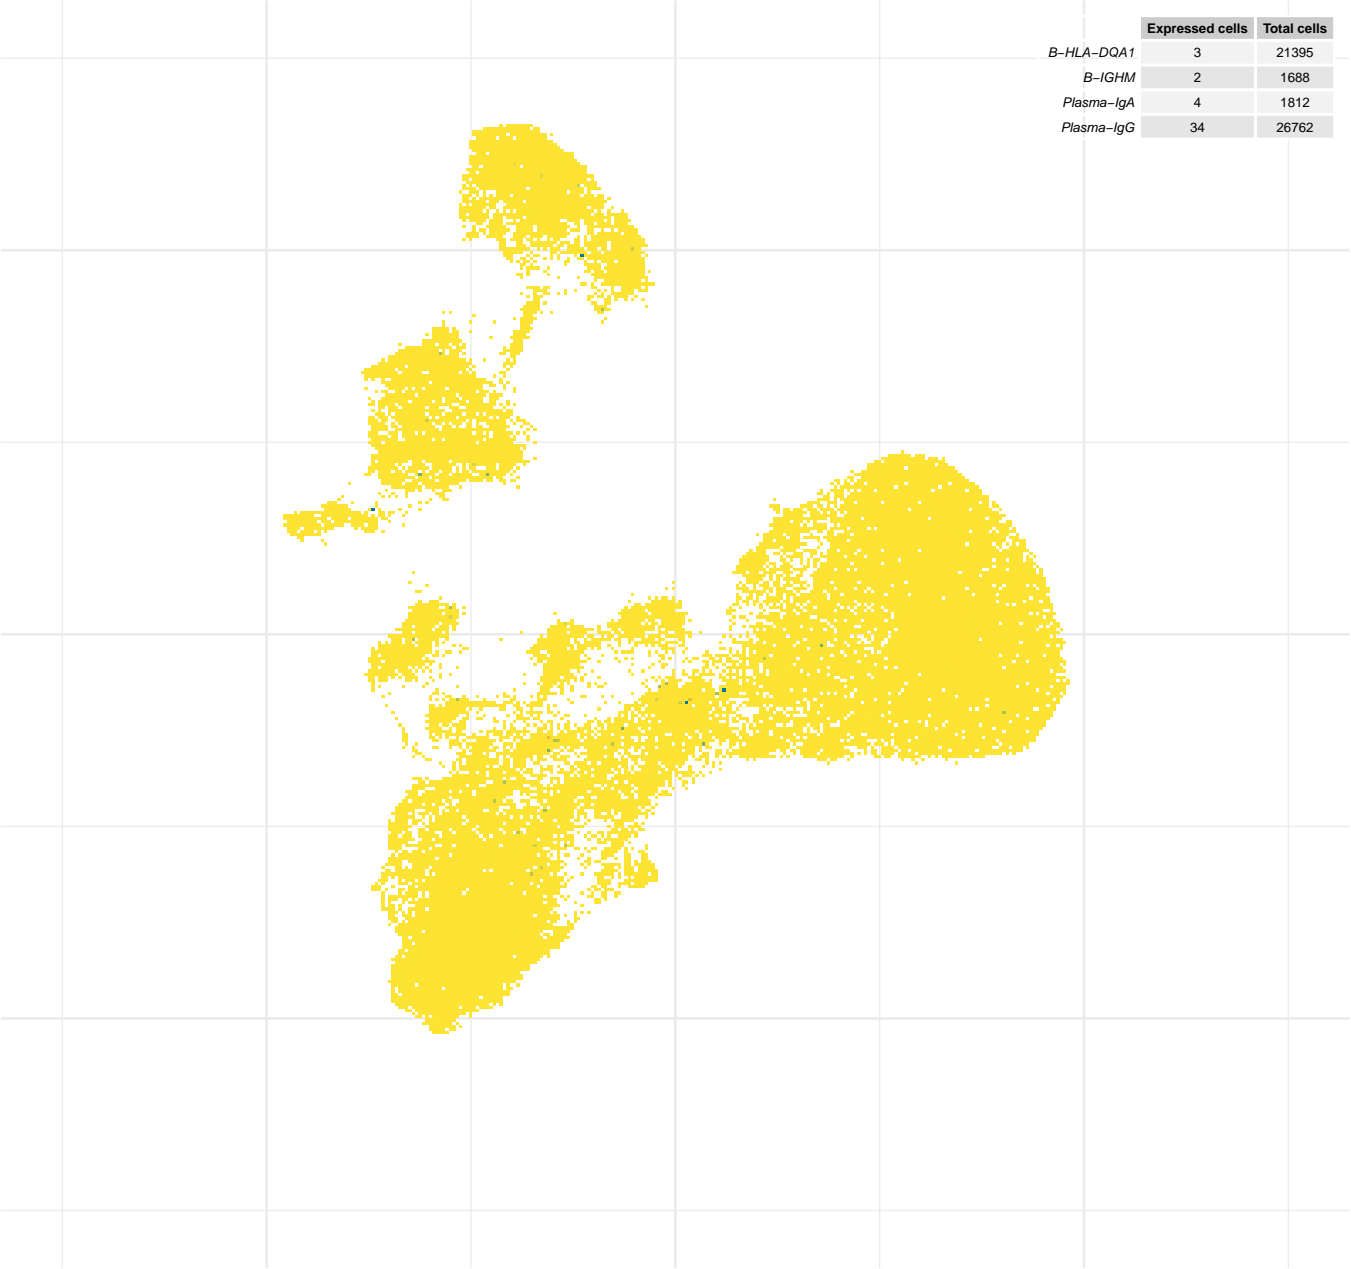 Expressed cells Total cells
B−HLA−DQA1 3 21395
B−IGHM 2 1688
Plasma−IgA 4 1812
Plasma−IgG 34 26762